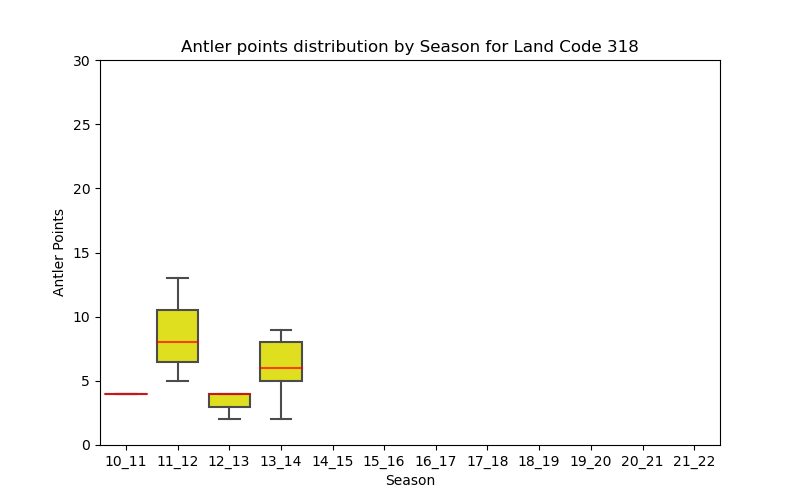 Antler points distribution by Season for Land Code 318
30
25
20
15
10
5
0
Antler Points
10_11 11_12 12_13 13_14 14_15 15_16 16_17 17_18 18_19 19_20 20_21 21_22
Season